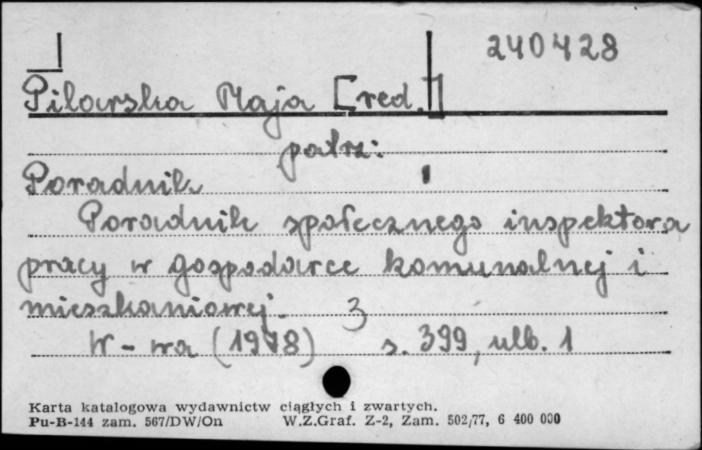 240428
Pilarska Maja [red.]
patrz:
Poradnik
Poradnik społecznego inspektora
pracy w gospodarce komunalnej i
mieszkaniowej. 3
W-wa (1978) s. 399, ulb. 1
Karta katalogowa wydawnictw ciągłych i zwartych.
Pu-B-144 zam. 567/DW/On W.Z.Graf. Z-2, Zam. 502/77, 6 400 000